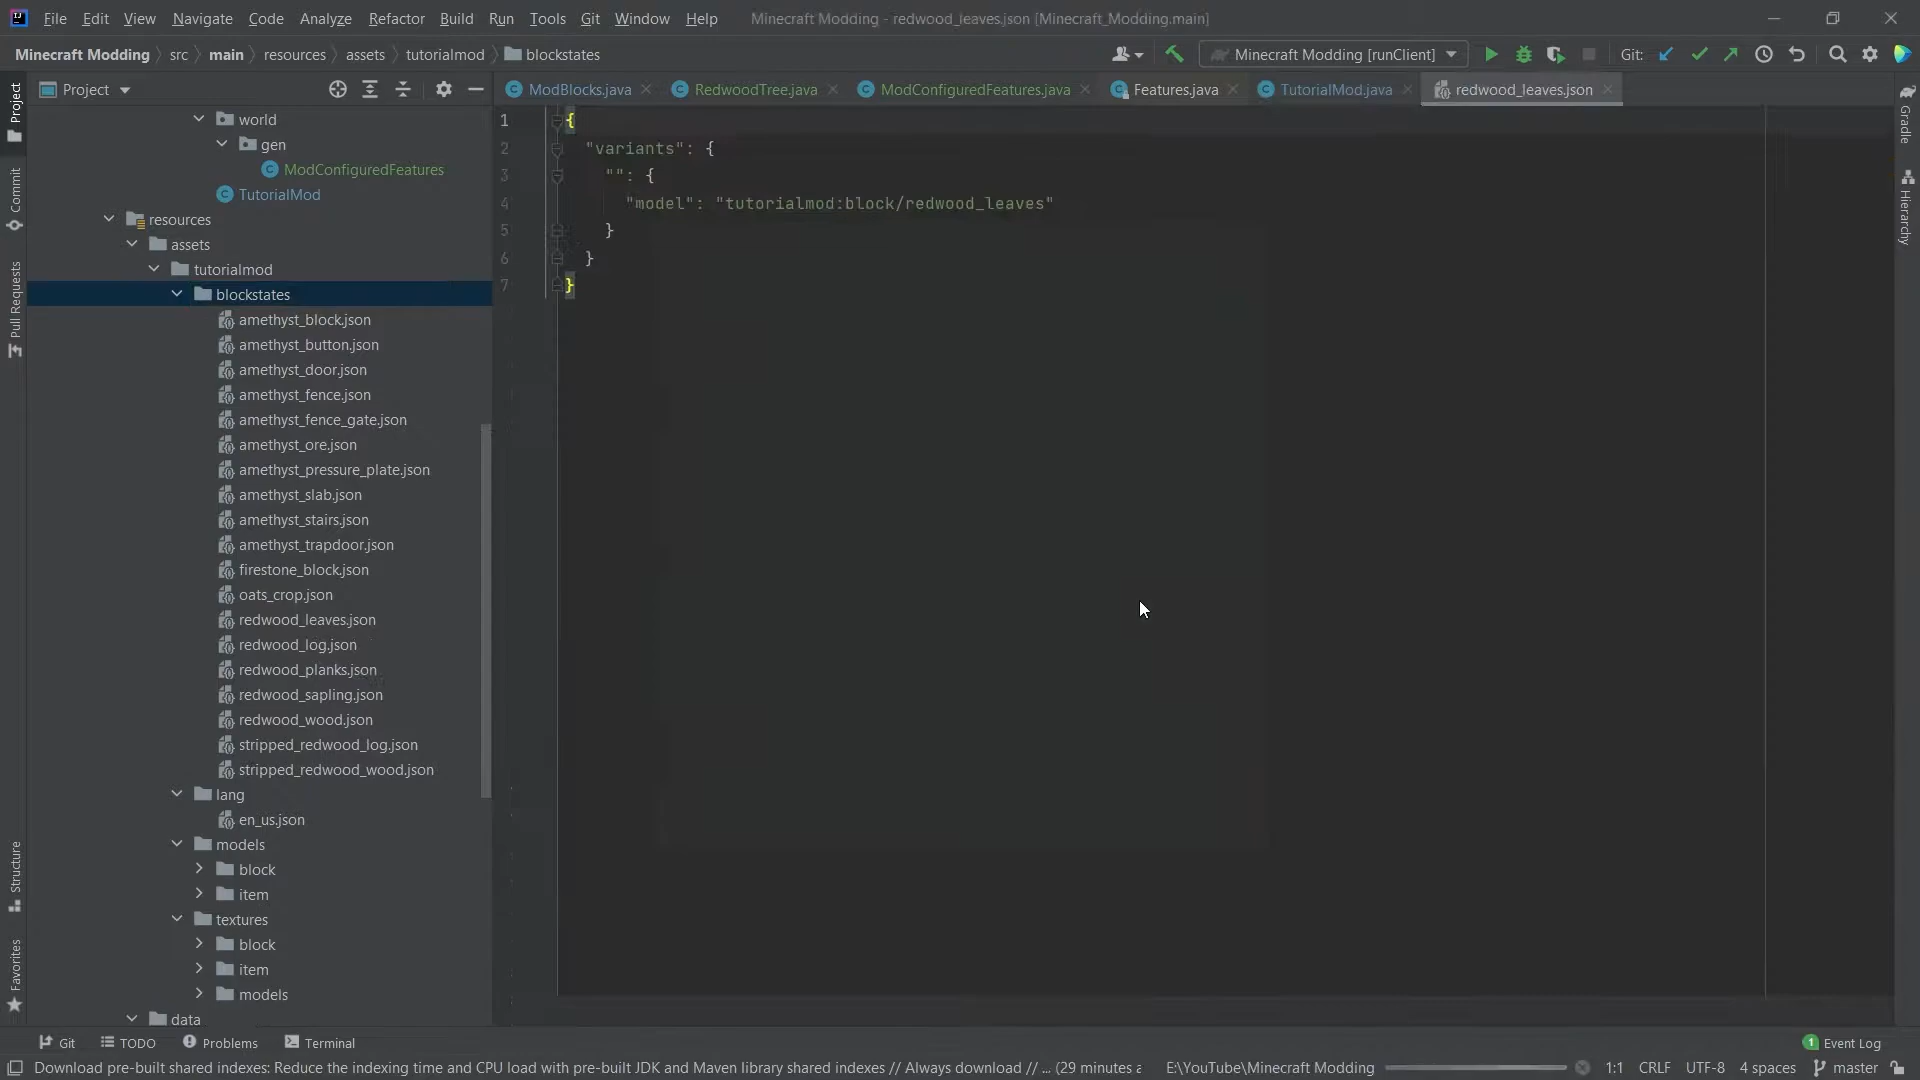 File Edit View Navigate Code Analyze Refactor Build Run Tools Git Window Help Minecraft Modding - redwood_leaves.json [Minecraft_Modding.main]
Minecraft Modding src main resources assets tutorialmod blockstates Minecraft Modding [runClient] Git:
Project ModBlocks.java RedwoodTree.java ModConfiguredFeatures.java Features.java TutorialMod.java redwood_leaves.json
Project
Commit
Pull Requests
Structure
Favorites
world
gen
ModConfiguredFeatures
TutorialMod
resources
assets
tutorialmod
blockstates
amethyst_block.json
amethyst_button.json
amethyst_door.json
amethyst_fence.json
amethyst_fence_gate.json
amethyst_ore.json
amethyst_pressure_plate.json
amethyst_slab.json
amethyst_stairs.json
amethyst_trapdoor.json
firestone_block.json
oats_crop.json
redwood_leaves.json
redwood_log.json
redwood_planks.json
redwood_sapling.json
redwood_wood.json
stripped_redwood_log.json
stripped_redwood_wood.json
lang
en_us.json
models
block
item
textures
block
item
models
data
1 {
2 "variants": {
3 "": {
4 "model": "tutorialmod:block/redwood_leaves"
5 }
6 }
7 }
Gradle
Hierarchy
Git TODO Problems Terminal 1 Event Log
Download pre-built shared indexes: Reduce the indexing time and CPU load with pre-built JDK and Maven library shared indexes // Always download // ... (29 minutes a E:\YouTube\Minecraft Modding 1:1 CRLF UTF-8 4 spaces master